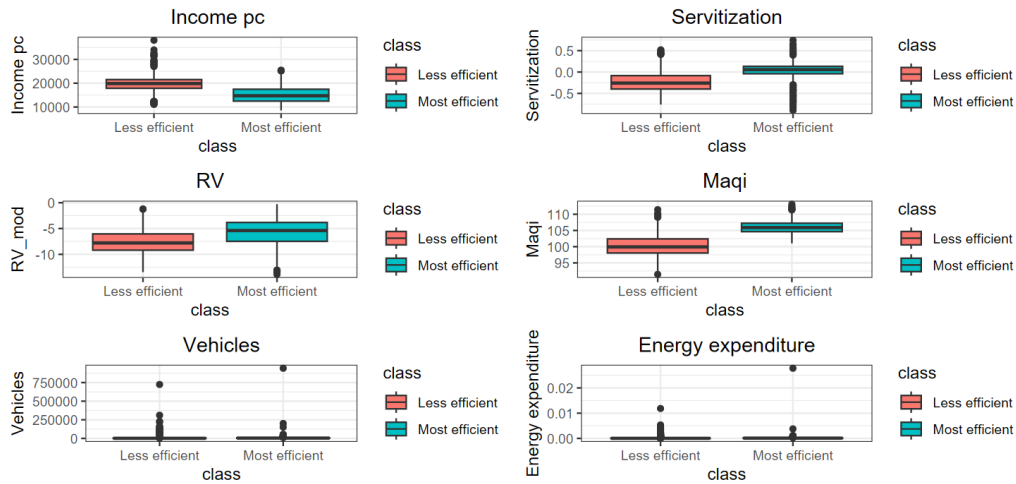 Income pc
Income pc
30000
20000
10000
Less efficient
Most efficient
class
class
Less efficient
Most efficient
Servitization
Servitization
0.5
0.0
-0.5
Less efficient
Most efficient
class
class
Less efficient
Most efficient
RV
RV_mod
0
-5
-10
Less efficient
Most efficient
class
class
Less efficient
Most efficient
Maqi
Maqi
110
105
100
95
Less efficient
Most efficient
class
class
Less efficient
Most efficient
Vehicles
Vehicles
750000
500000
250000
0
Less efficient
Most efficient
class
class
Less efficient
Most efficient
Energy expenditure
Energy expenditure
0.02
0.01
0.00
Less efficient
Most efficient
class
class
Less efficient
Most efficient